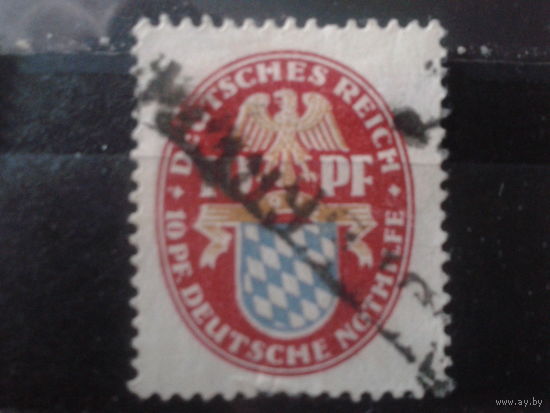 DEUTSCHES REICH
10 PF
+ 10 PF. DEUTSCHE NOTHILFE +
www.ay.by